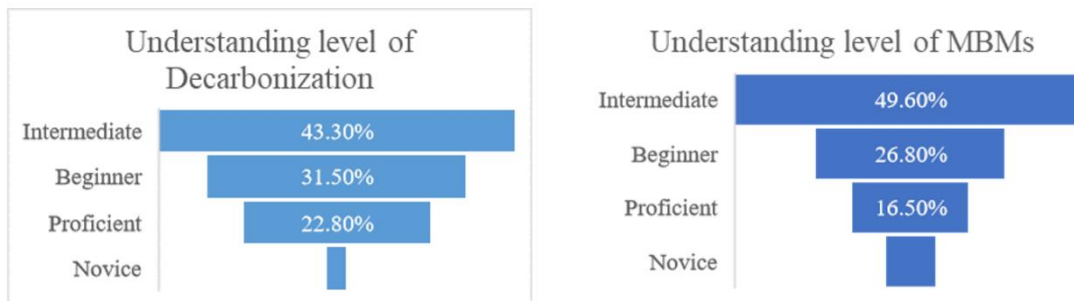 Understanding level of
Decarbonization
Intermediate 43.30%
Beginner 31.50%
Proficient 22.80%
Novice
Understanding level of MBMs
Intermediate 49.60%
Beginner 26.80%
Proficient 16.50%
Novice